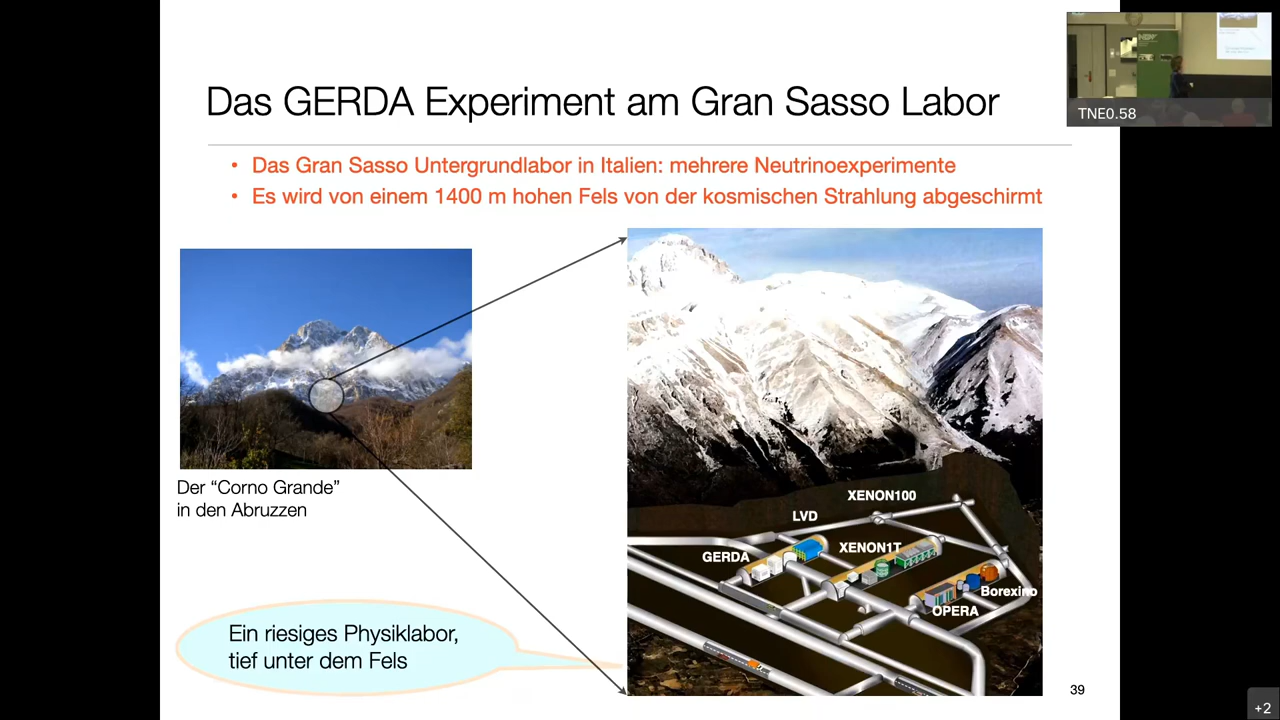 Das GERDA Experiment am Gran Sasso Labor
TNE0.58
• Das Gran Sasso Untergrundlabor in Italien: mehrere Neutrinoexperimente
• Es wird von einem 1400 m hohen Fels von der kosmischen Strahlung abgeschirmt
Der “Corno Grande”
in den Abruzzen
XENON100
LVD
GERDA
XENON1T
Borexino
OPERA
Ein riesiges Physiklabor,
tief unter dem Fels
39
+2